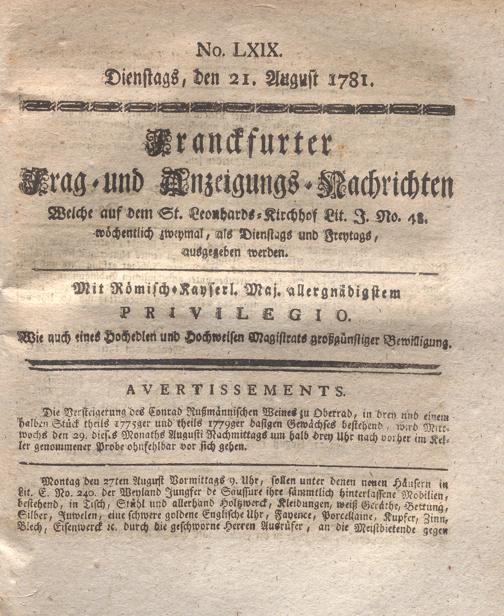 No. LXIX.
Dienstags, den 21. August 1781.
Franckfurter
Frag-und Anzeigungs-Nachrichten
Welche auf dem St. Leonhards-Kirchhof Lit. J. No. 48.
wöchentlich zweymal, als Dienstags und Freytags,
ausgegeben werden.
Mit Römisch-Kayserl. Maj. allergnädigstem
PRIVILEGIO.
Wie auch eines Hochedlen und Hochweisen Magistrats großgünstiger Bewilligung.
AVERTISSEMENTS.
Die Versteigerung des Conrad Rußmännischen Weines zu Oberrad, in drey und einem
halben Stück theils 1775ger und theils 1779ger dasigen Gewächses bestehend, wird Mitt-
wochs den 29. dieses Monaths Augusti Nachmittags um halb drey Uhr nach vorher im Kel-
ler genommener Probe ohnfehlbar vor sich gehen.
Montag den 27ten August Vormittags 9. Uhr, sollen unter denen neuen Häusern in
Lit. E. No. 240. der Weyland Jungfer de Saussure ihre sämmtlich hinterlassene Mobilien,
bestehend, in Tisch, Stühl und allerhand Holtzwerck, Kleidungen, weiß Geräthe, Bettung,
Silber, Juwelen, eine schwere goldene Englische Uhr, Fayence, Porcellaine, Kupfer, Zinn,
Blech, Eisenwerck ꝛc. durch die geschworne Herren Ausrüfer, an die Meistbietende gegen